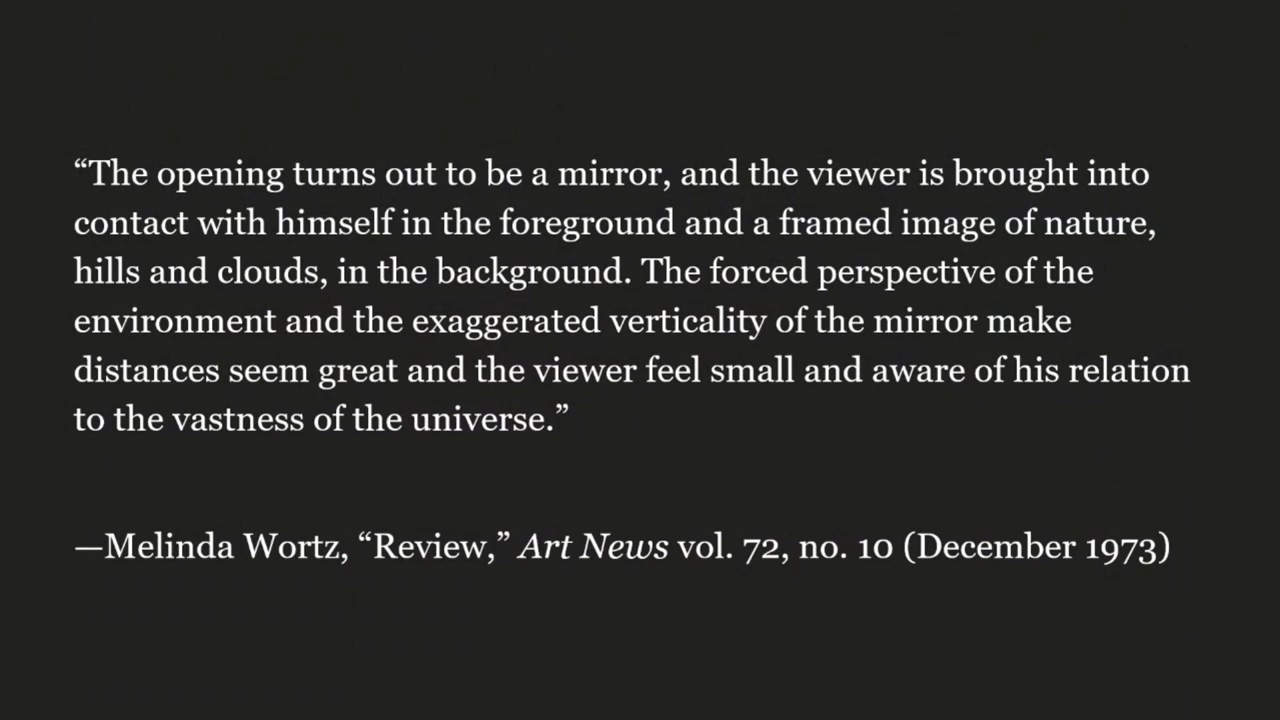 “The opening turns out to be a mirror, and the viewer is brought into
contact with himself in the foreground and a framed image of nature,
hills and clouds, in the background. The forced perspective of the
environment and the exaggerated verticality of the mirror make
distances seem great and the viewer feel small and aware of his relation
to the vastness of the universe.”
—Melinda Wortz, “Review,” Art News vol. 72, no. 10 (December 1973)